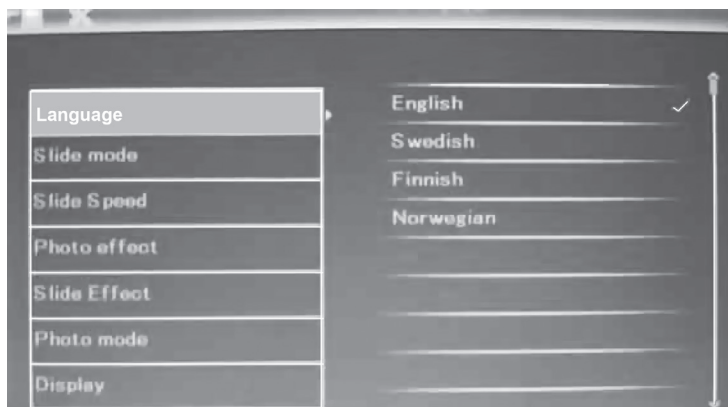 Language
Slide mode
Slide Speed
Photo effect
Slide Effect
Photo mode
Display
English
Swedish
Finnish
Norwegian